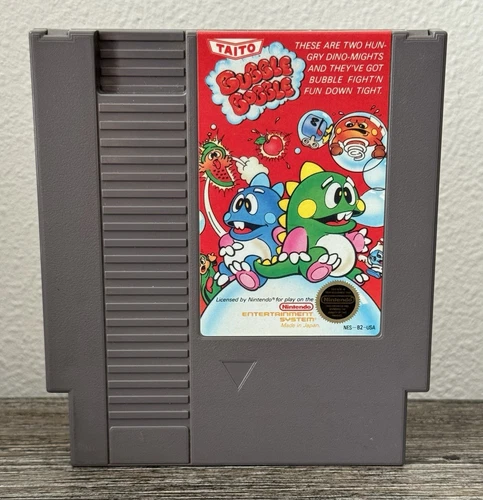 TAITO
BUBBLE
BOBBLE
THESE ARE TWO HUN-
GRY DINO-MIGHTS
AND THEY'VE GOT
BUBBLE FIGHT'N
FUN DOWN TIGHT.
Licensed by Nintendo® for play on the
Nintendo
ENTERTAINMENT
SYSTEM®
Made in Japan
Nintendo
NES-B2-USA